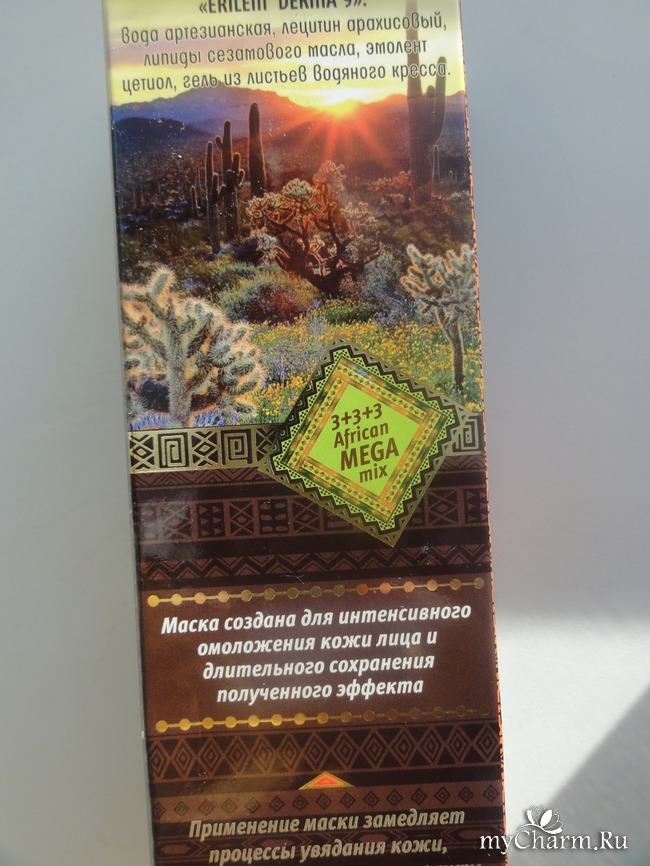 «ERILEM DERMA 9»:
вода артезианская, лецитин арахисовый,
липиды сезамового масла, эмолент
цетиол, гель из листьев водяного кресса.
3+3+3
African
MEGA
mix
Маска создана для интенсивного
омоложения кожи лица и
длительного сохранения
полученного эффекта
Применение маски замедляет
процессы увядания кожи,
myCharm.Ru